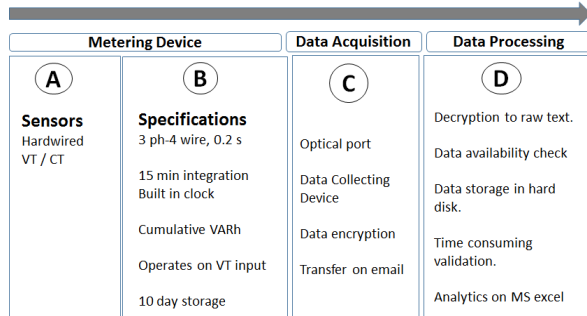 Metering Device
Data Acquisition
Data Processing
A
Sensors
Hardwired
VT / CT
B
Specifications
3 ph-4 wire, 0.2 s
15 min integration
Built in clock
Cumulative VARh
Operates on VT input
10 day storage
C
Optical port
Data Collecting
Device
Data encryption
Transfer on email
D
Decryption to raw text.
Data availability check
Data storage in hard
disk.
Time consuming
validation.
Analytics on MS excel